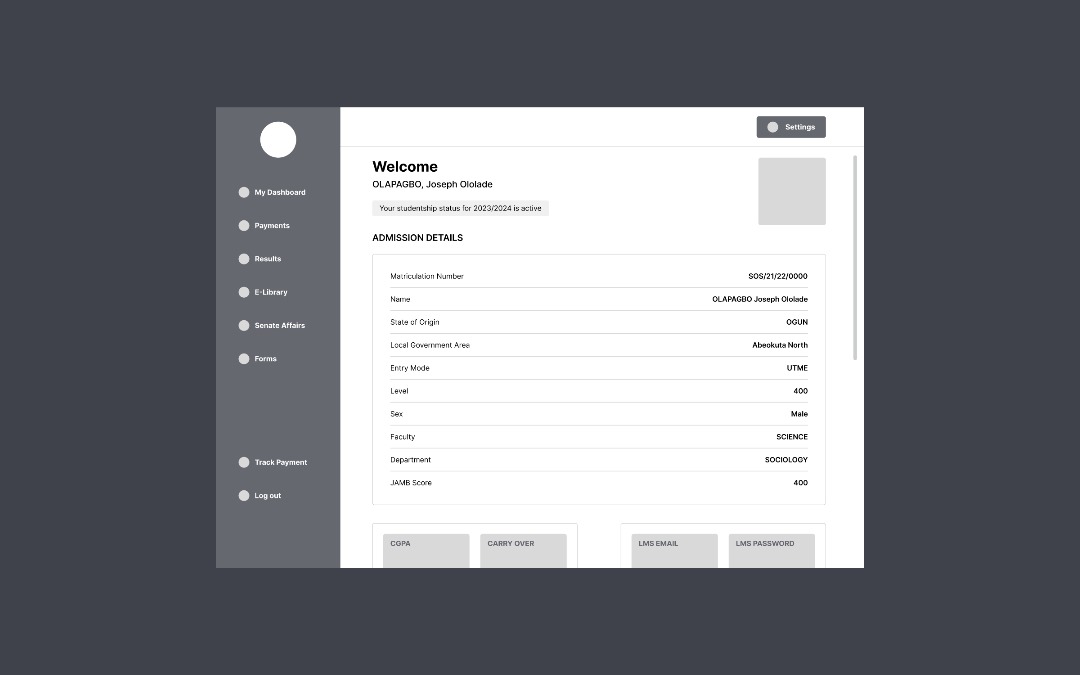 Settings
My Dashboard
Payments
Results
E-Library
Senate Affairs
Forms
Track Payment
Log out
Welcome
OLAPAGBO, Joseph Ololade
Your studentship status for 2023/2024 is active
ADMISSION DETAILS
Matriculation Number SOS/21/22/0000
Name OLAPAGBO Joseph Ololade
State of Origin OGUN
Local Government Area Abeokuta North
Entry Mode UTME
Level 400
Sex Male
Faculty SCIENCE
Department SOCIOLOGY
JAMB Score 400
CGPA CARRY OVER LMS EMAIL LMS PASSWORD